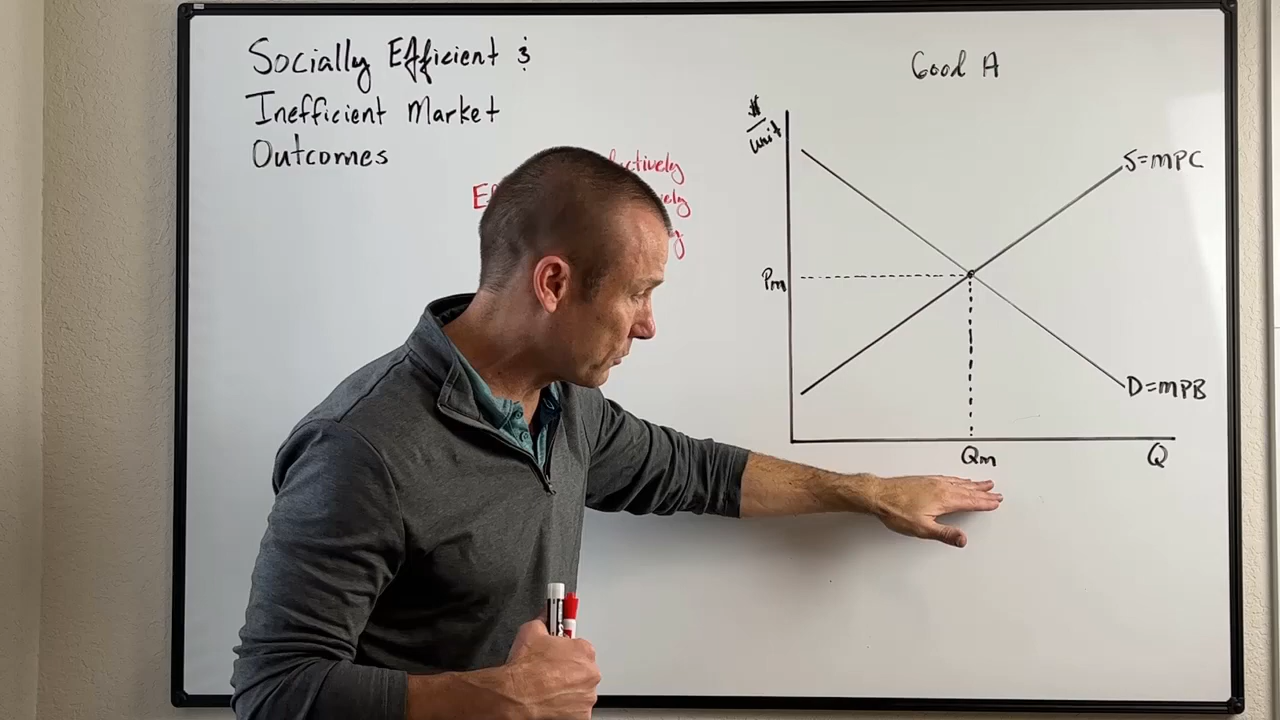 Socially Efficient &
Inefficient Market
Outcomes
Good A
$/unit
S=MPC
Pm
D=MPB
Qm
Q